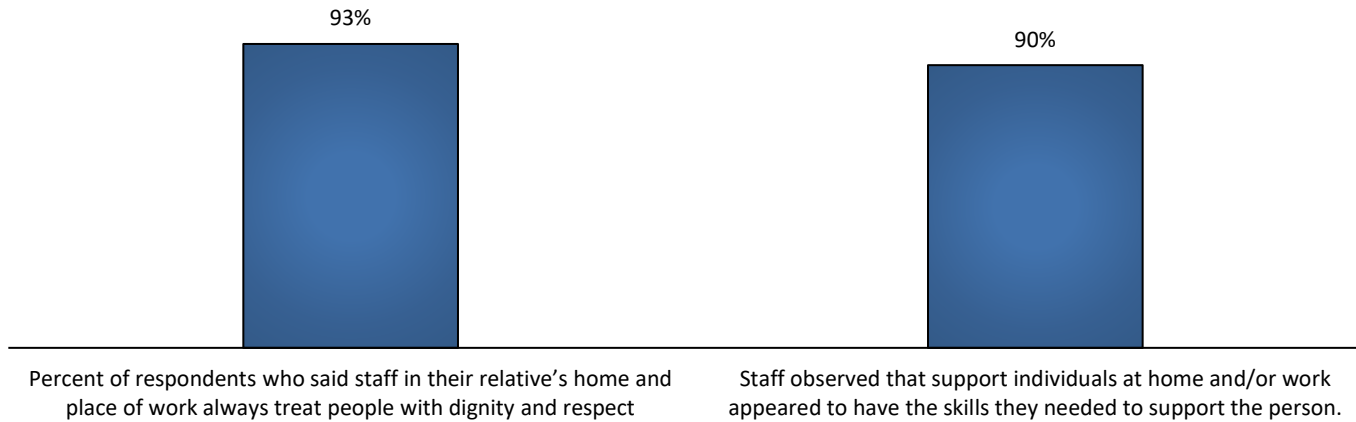 93%
90%
Percent of respondents who said staff in their relative’s home and
place of work always treat people with dignity and respect
Staff observed that support individuals at home and/or work
appeared to have the skills they needed to support the person.